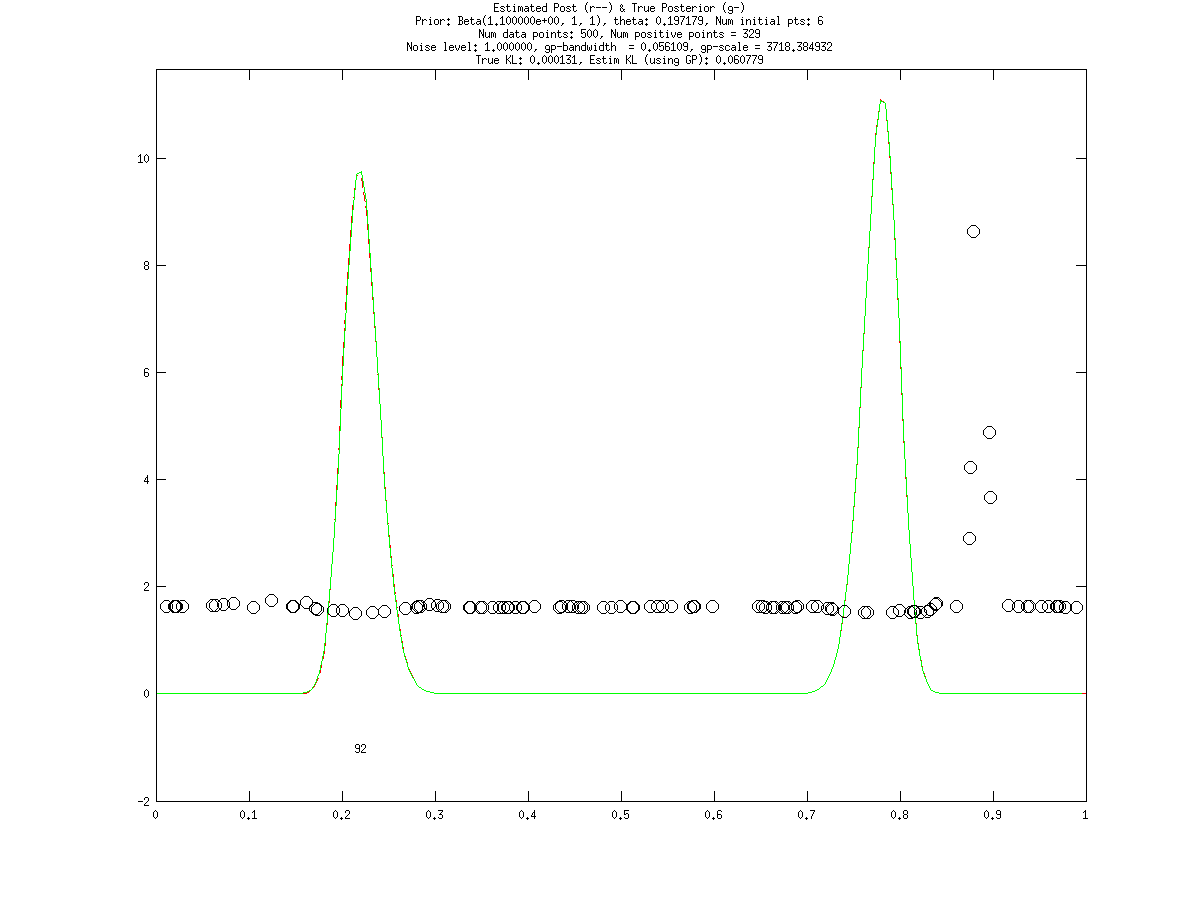 Estimated Post (r--) & True Posterior (g-)
Prior: Beta(1.100000e+00, 1, 1), theta: 0.197179, Num initial pts: 6
Num data points: 500, Num positive points = 329
Noise level: 1.000000, gp-bandwidth  = 0.056109, gp-scale = 3718.384932
True KL: 0.000131, Estim KL (using GP): 0.060779
10
8
6
4
2
0
92
-2
0 0.1 0.2 0.3 0.4 0.5 0.6 0.7 0.8 0.9 1